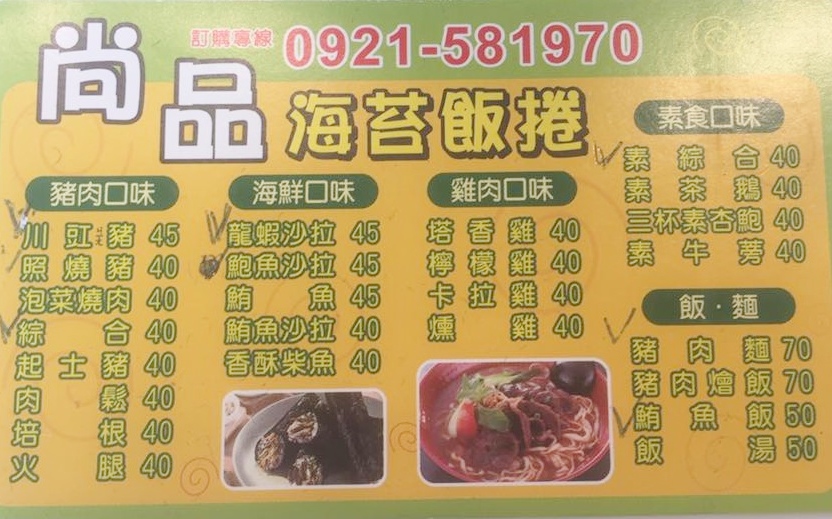 訂購專線 0921-581970
尚品
海苔飯捲
豬肉口味
川豇豬 45
照燒豬 40
泡菜燒肉 40
綜合 40
起士豬 40
肉鬆 40
培根 40
火腿 40
海鮮口味
龍蝦沙拉 45
鮑魚沙拉 45
鮪魚 45
鮪魚沙拉 40
香酥柴魚 40
雞肉口味
塔香雞 40
檸檬雞 40
卡拉雞 40
燻雞 40
素食口味
素綜合 40
素茶鵝 40
三杯素杏鮑 40
素牛蒡 40
飯·麵
豬肉麵 70
豬肉燴飯 70
鮪魚飯 50
飯湯 50